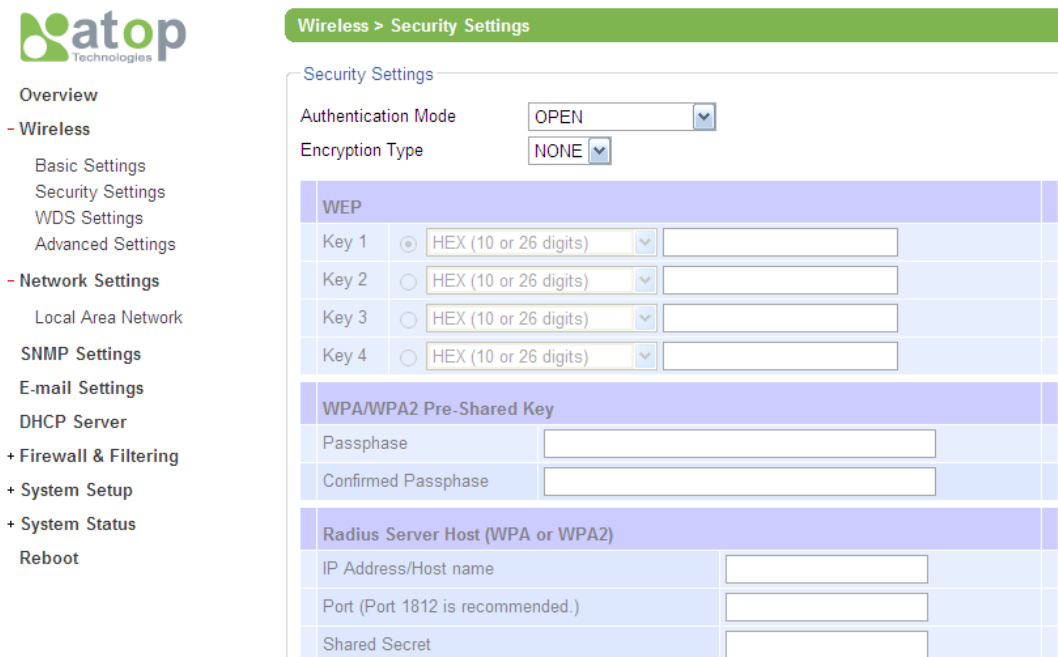 atop
Technologies
Overview
- Wireless
Basic Settings
Security Settings
WDS Settings
Advanced Settings
- Network Settings
Local Area Network
SNMP Settings
E-mail Settings
DHCP Server
+ Firewall & Filtering
+ System Setup
+ System Status
Reboot
Wireless > Security Settings
Security Settings
Authentication Mode OPEN
Encryption Type NONE
WEP
Key 1 HEX (10 or 26 digits)
Key 2 HEX (10 or 26 digits)
Key 3 HEX (10 or 26 digits)
Key 4 HEX (10 or 26 digits)
WPA/WPA2 Pre-Shared Key
Passphase
Confirmed Passphase
Radius Server Host (WPA or WPA2)
IP Address/Host name
Port (Port 1812 is recommended.)
Shared Secret